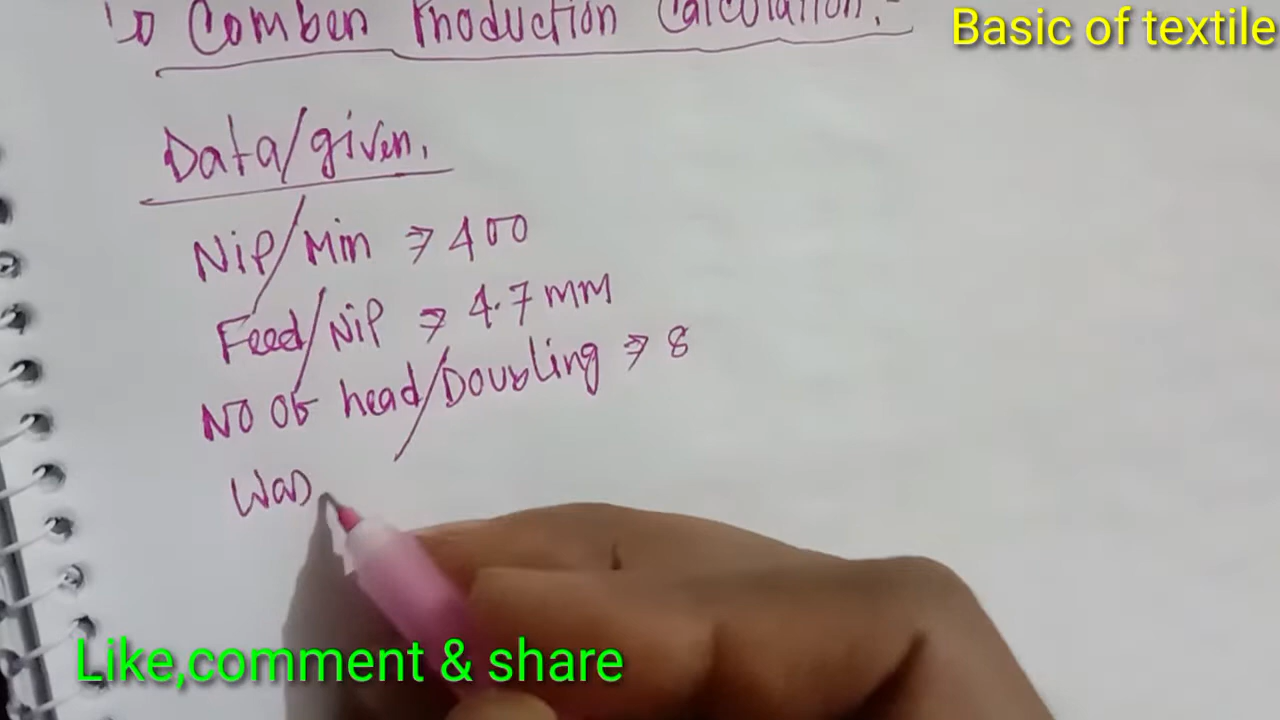 1) Comber Production Calculation:-
Basic of textile
Data/given,
Nip/Min ⇒ 400
Feed/Nip ⇒ 4.7 mm
No of head/Doubling ⇒ 8
Was
Like,comment & share